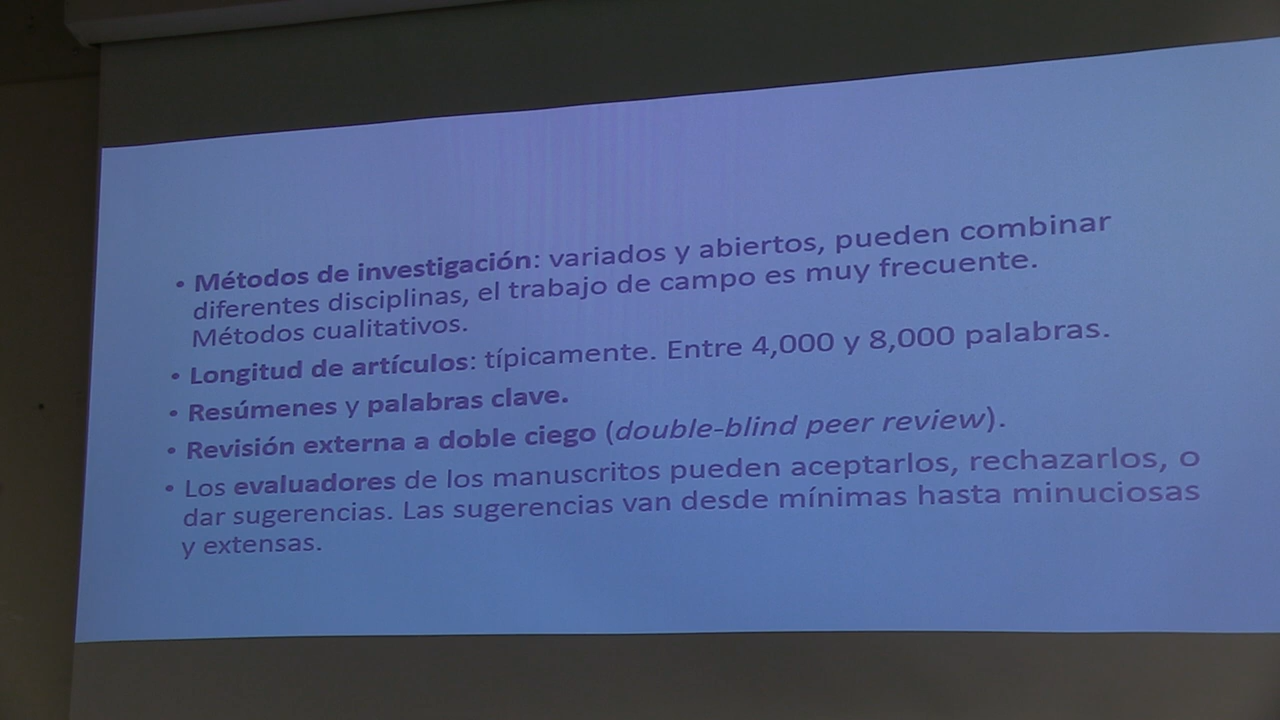 • Métodos de investigación: variados y abiertos, pueden combinar
diferentes disciplinas, el trabajo de campo es muy frecuente.
Métodos cualitativos.
• Longitud de artículos: típicamente. Entre 4,000 y 8,000 palabras.
• Resúmenes y palabras clave.
• Revisión externa a doble ciego (double-blind peer review).
• Los evaluadores de los manuscritos pueden aceptarlos, rechazarlos, o
dar sugerencias. Las sugerencias van desde mínimas hasta minuciosas
y extensas.